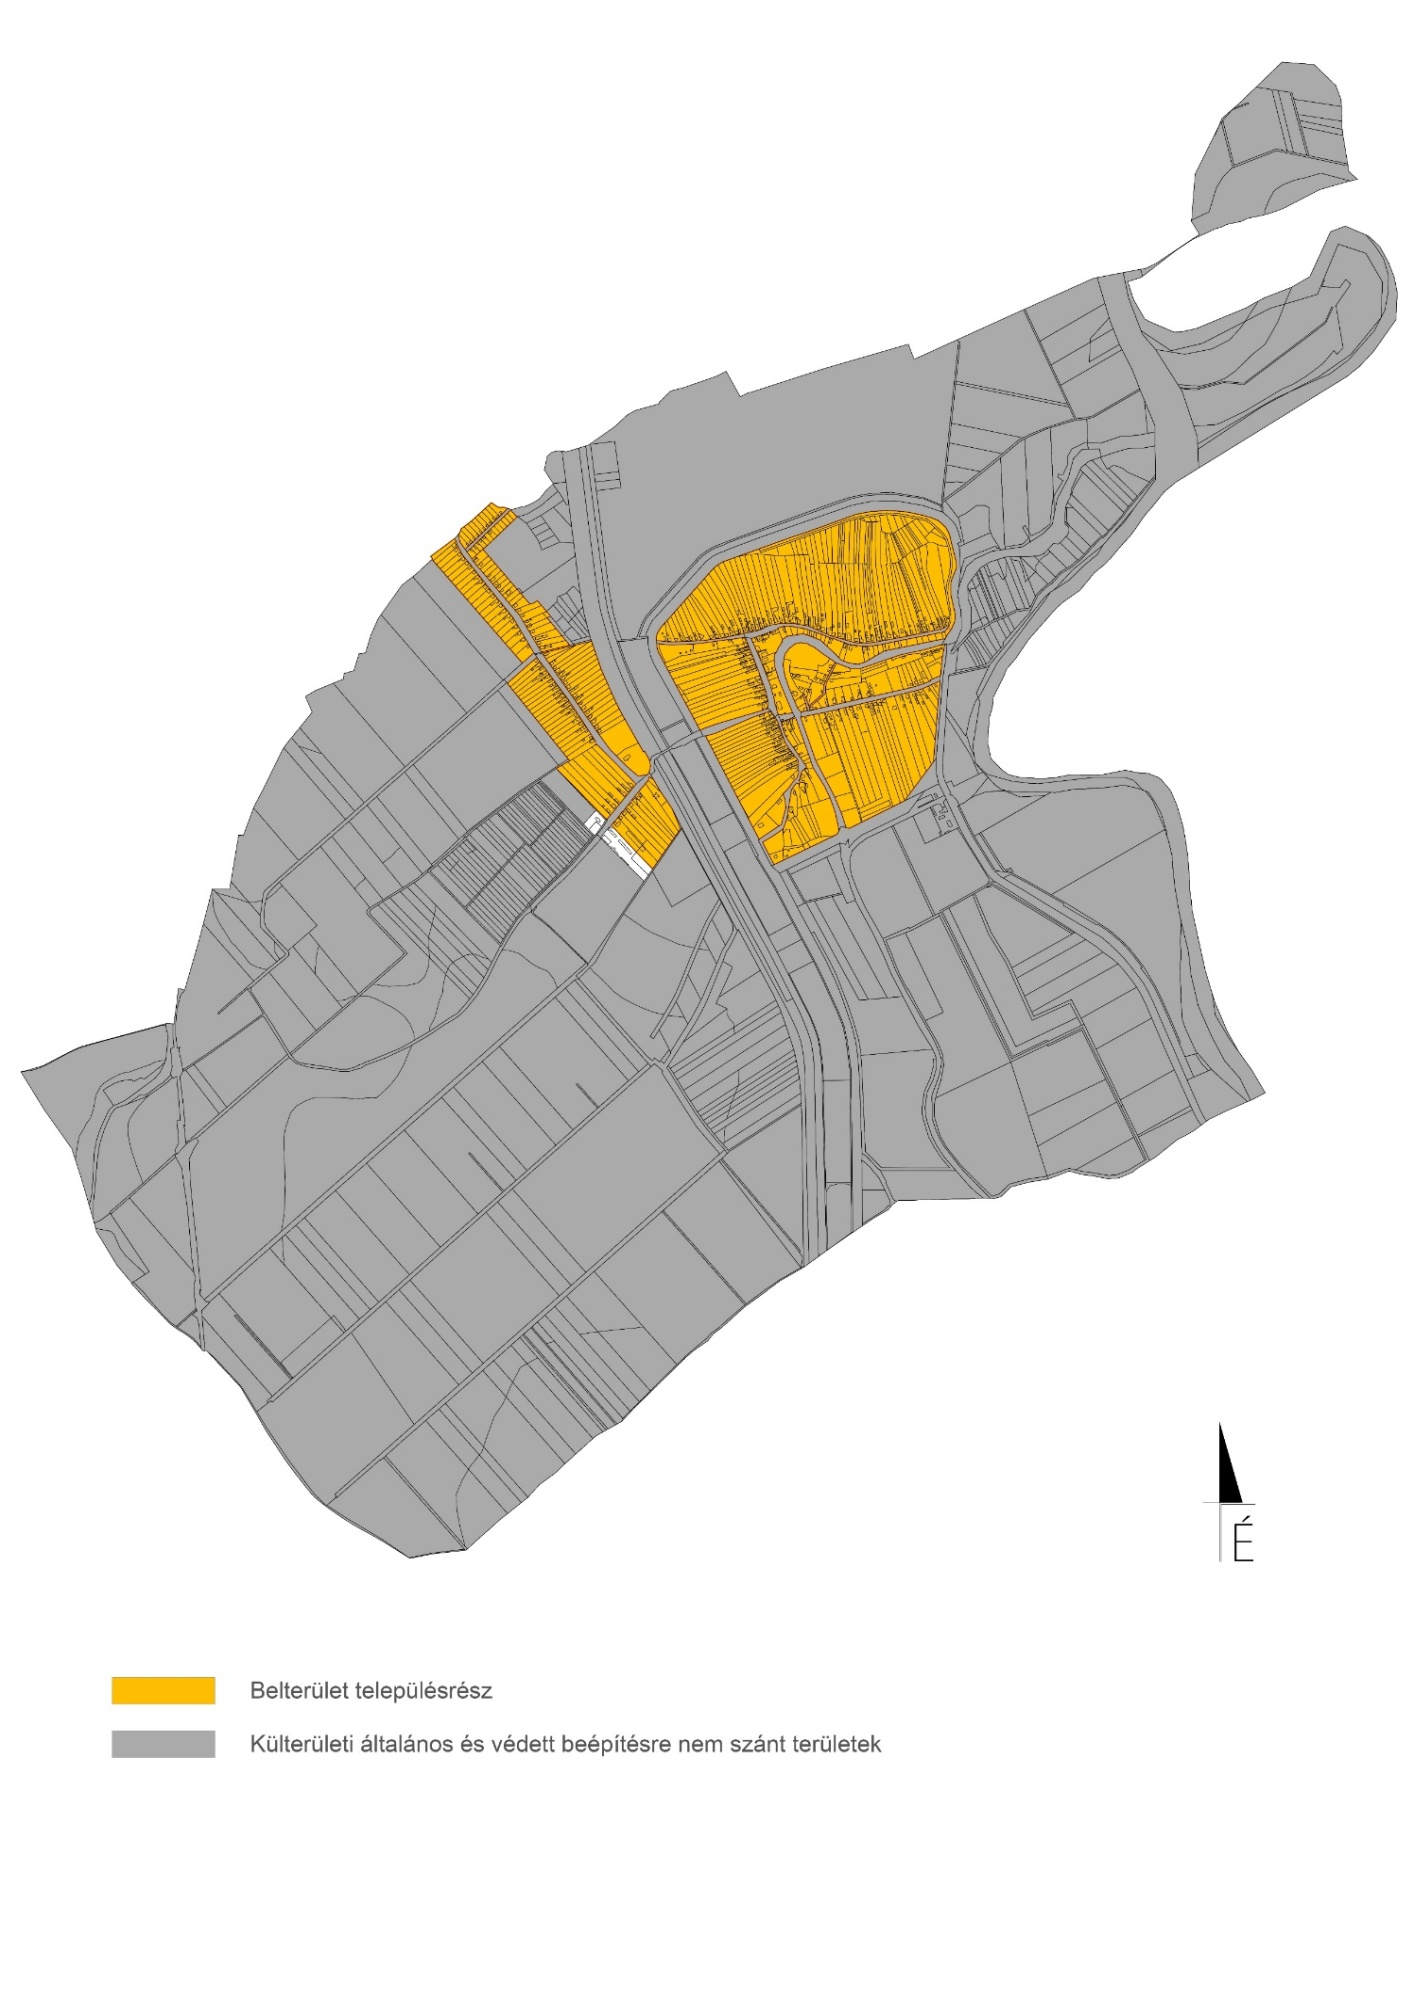 É
Belterület településrész
Külterületi általános és védett beépítésre nem szánt területek